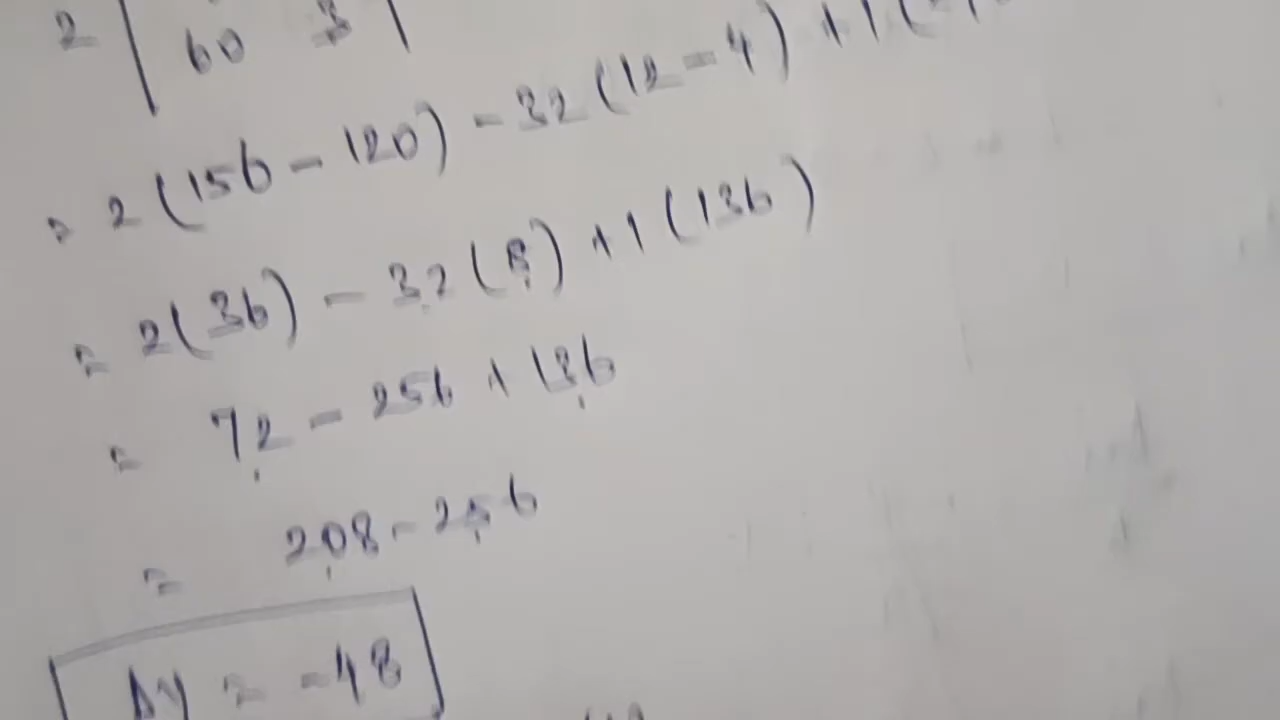 2 | 60 3 |
= 2 (156 - 120) - 32 (12 - 4) + 1 (
= 2 (36) - 32 (8) + 1 (136)
= 72 - 256 + 136
= 208 - 256
Δy = -48